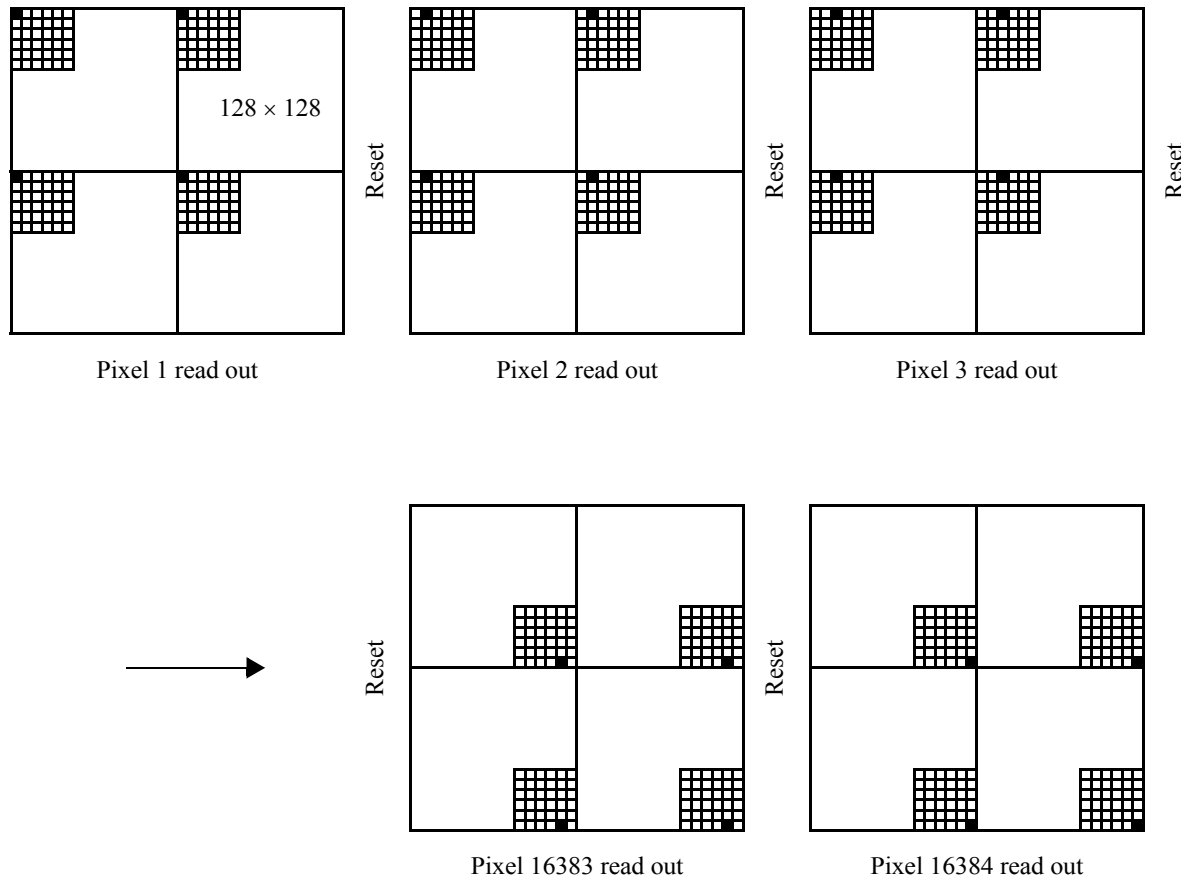 128 × 128
Reset
Reset
Reset
Pixel 1 read out
Pixel 2 read out
Pixel 3 read out
Reset
Reset
Pixel 16383 read out
Pixel 16384 read out